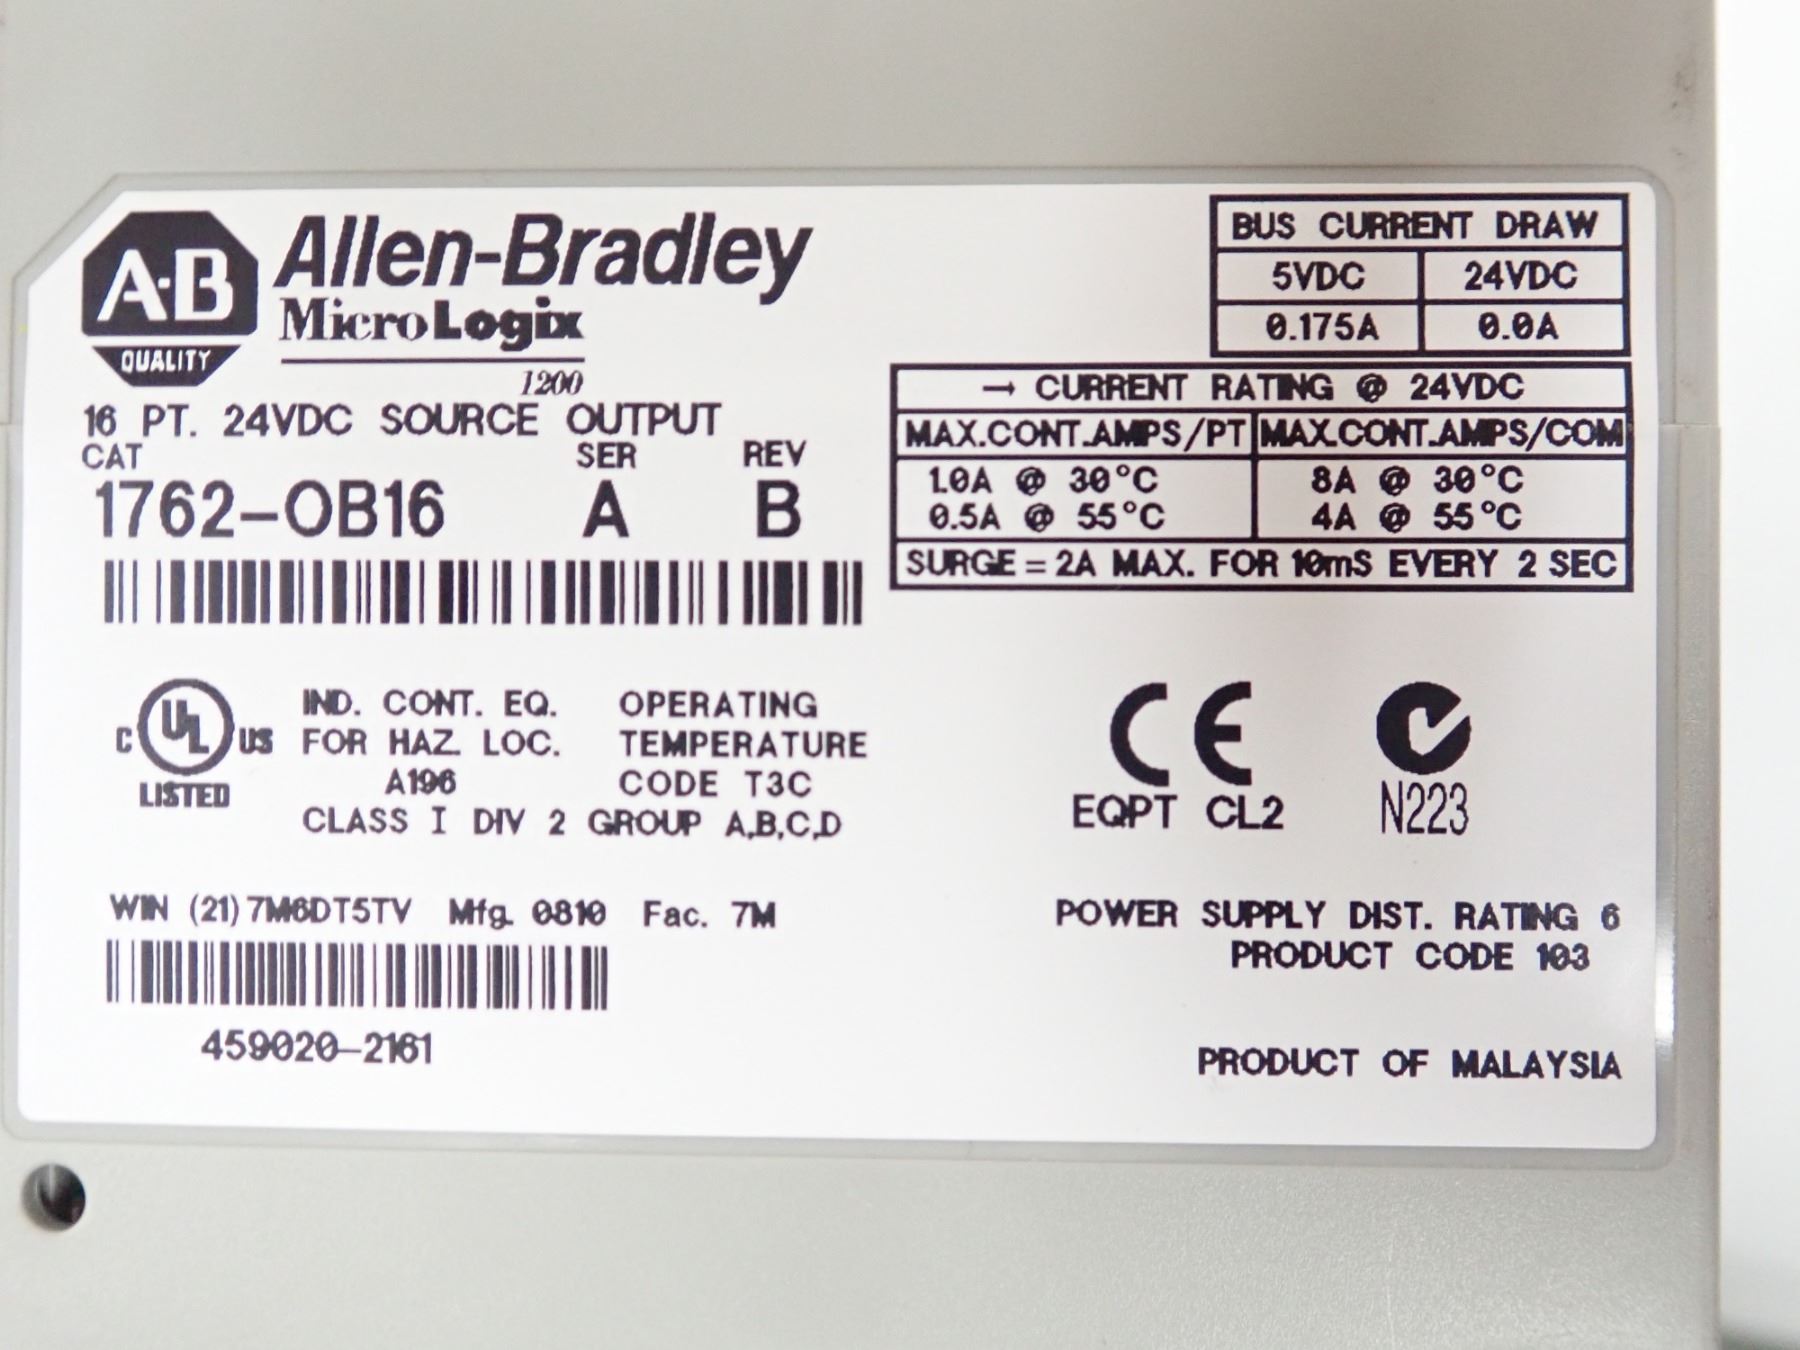 A·B
QUALITY
Allen-Bradley
MicroLogix
1200
16 PT. 24VDC SOURCE OUTPUT
CAT SER REV
1762-OB16 A B
BUS CURRENT DRAW
5VDC 24VDC
0.175A 0.0A
→ CURRENT RATING @ 24VDC
MAX.CONT.AMPS/PT MAX.CONT.AMPS/COM
1.0A @ 30°C 8A @ 30°C
0.5A @ 55°C 4A @ 55°C
SURGE = 2A MAX. FOR 10mS EVERY 2 SEC
C UL US
LISTED
IND. CONT. EQ. OPERATING
FOR HAZ. LOC. TEMPERATURE
A196 CODE T3C
CLASS I DIV 2 GROUP A,B,C,D
CE
EQPT CL2 N223
WIN (21)7M6DT5TV Mfg. 0810 Fac. 7M
459020-2161
POWER SUPPLY DIST. RATING 6
PRODUCT CODE 103
PRODUCT OF MALAYSIA